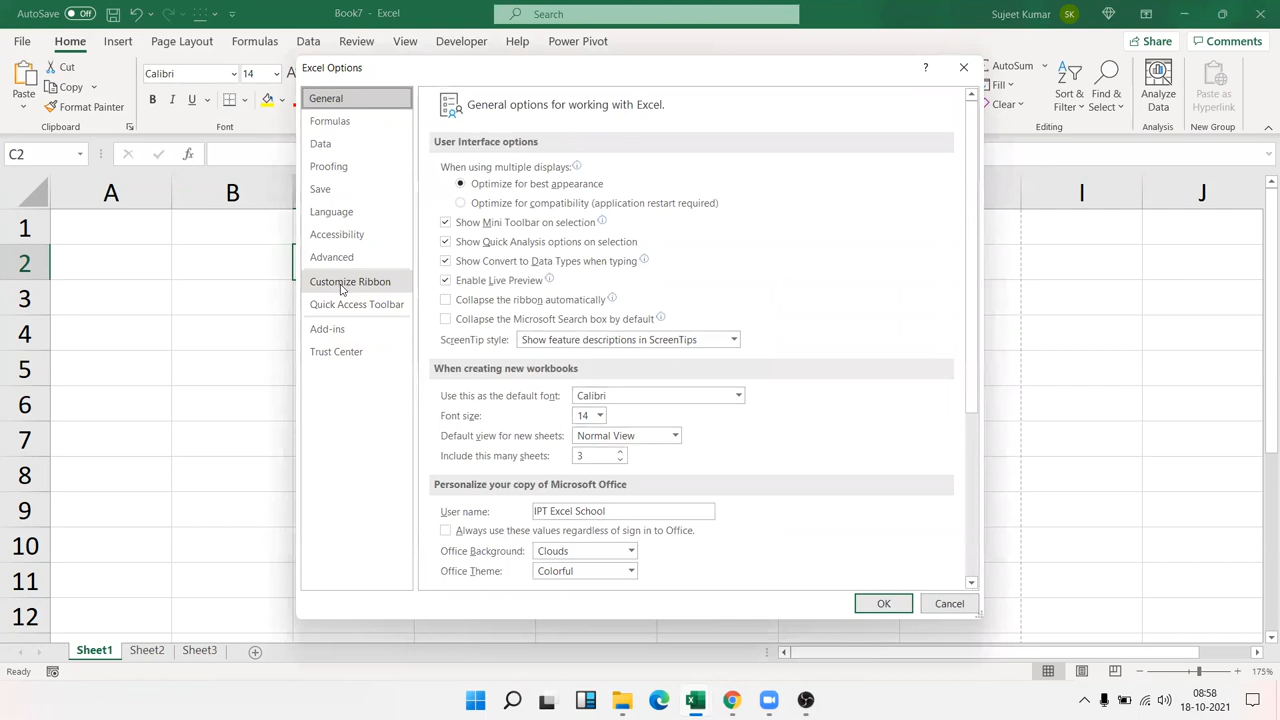 AutoSave Off Book7 - Excel Search Sujeet Kumar SK
File Home Insert Page Layout Formulas Data Review View Developer Help Power Pivot Share Comments
Cut
Copy
Format Painter
Paste
Clipboard
Calibri 14
B I U
Font
AutoSum
Clear
Sort &
Filter
Find &
Select
Editing
Analyze
Data
Analysis
Paste as
Hyperlink
New Group
C2 fx
A B I J
1
2
3
4
5
6
7
8
9
10
11
12
Excel Options ?
General
Formulas
Data
Proofing
Save
Language
Accessibility
Advanced
Customize Ribbon
Quick Access Toolbar
Add-ins
Trust Center
General options for working with Excel.
User Interface options
When using multiple displays:
Optimize for best appearance
Optimize for compatibility (application restart required)
Show Mini Toolbar on selection
Show Quick Analysis options on selection
Show Convert to Data Types when typing
Enable Live Preview
Collapse the ribbon automatically
Collapse the Microsoft Search box by default
ScreenTip style: Show feature descriptions in ScreenTips
When creating new workbooks
Use this as the default font: Calibri
Font size: 14
Default view for new sheets: Normal View
Include this many sheets: 3
Personalize your copy of Microsoft Office
User name: IPT Excel School
Always use these values regardless of sign in to Office.
Office Background: Clouds
Office Theme: Colorful
OK Cancel
Sheet1 Sheet2 Sheet3
Ready 175%
08:58
18-10-2021